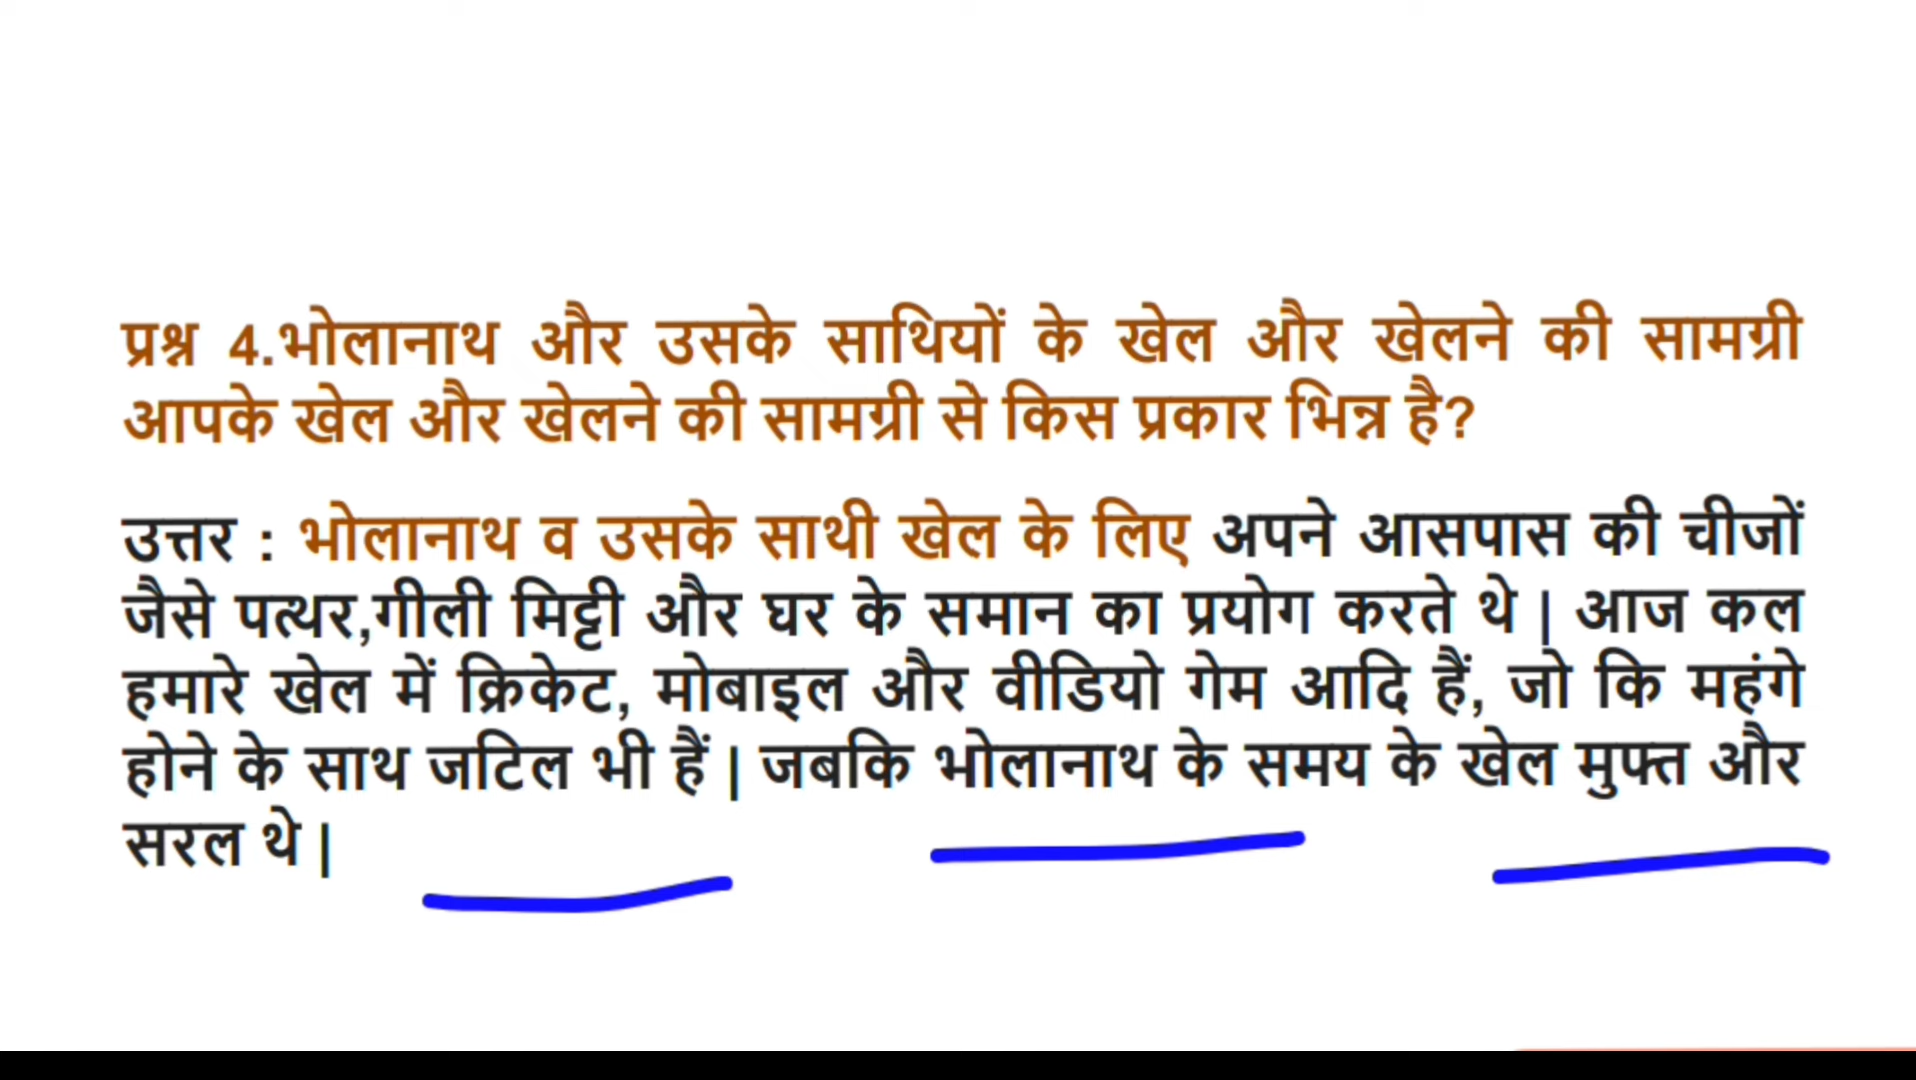 प्रश्न 4.भोलानाथ और उसके साथियों के खेल और खेलने की सामग्री
आपके खेल और खेलने की सामग्री से किस प्रकार भिन्न है?
उत्तर : भोलानाथ व उसके साथी खेल के लिए अपने आसपास की चीजों
जैसे पत्थर,गीली मिट्टी और घर के समान का प्रयोग करते थे | आज कल
हमारे खेल में क्रिकेट, मोबाइल और वीडियो गेम आदि हैं, जो कि महंगे
होने के साथ जटिल भी हैं | जबकि भोलानाथ के समय के खेल मुफ्त और
सरल थे |